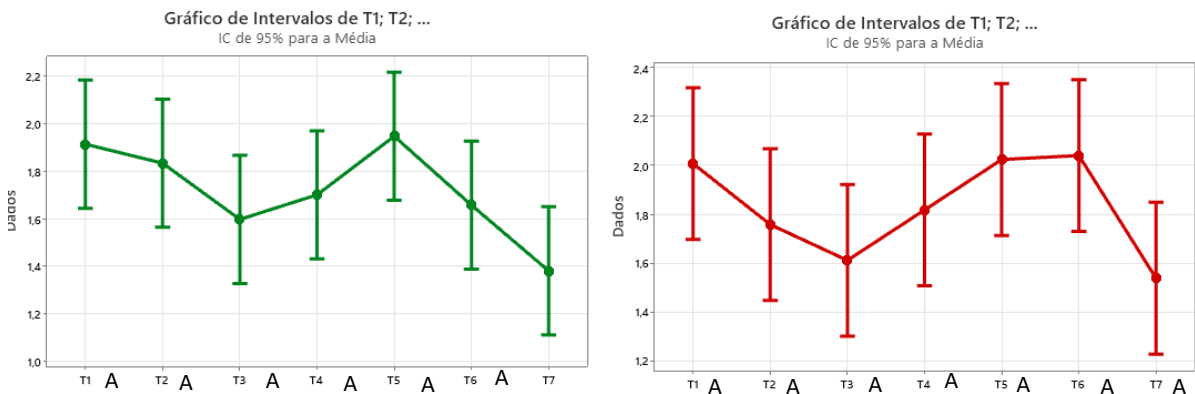 Gráfico de Intervalos de T1; T2; ...
IC de 95% para a Média
2,2
2,0
1,8
1,6
1,4
1,2
1,0
Dados
T1 A T2 A T3 A T4 A T5 A T6 A T7
Gráfico de Intervalos de T1; T2; ...
IC de 95% para a Média
2,4
2,2
2,0
1,8
1,6
1,4
1,2
Dados
T1 A T2 A T3 A T4 A T5 A T6 A T7 A